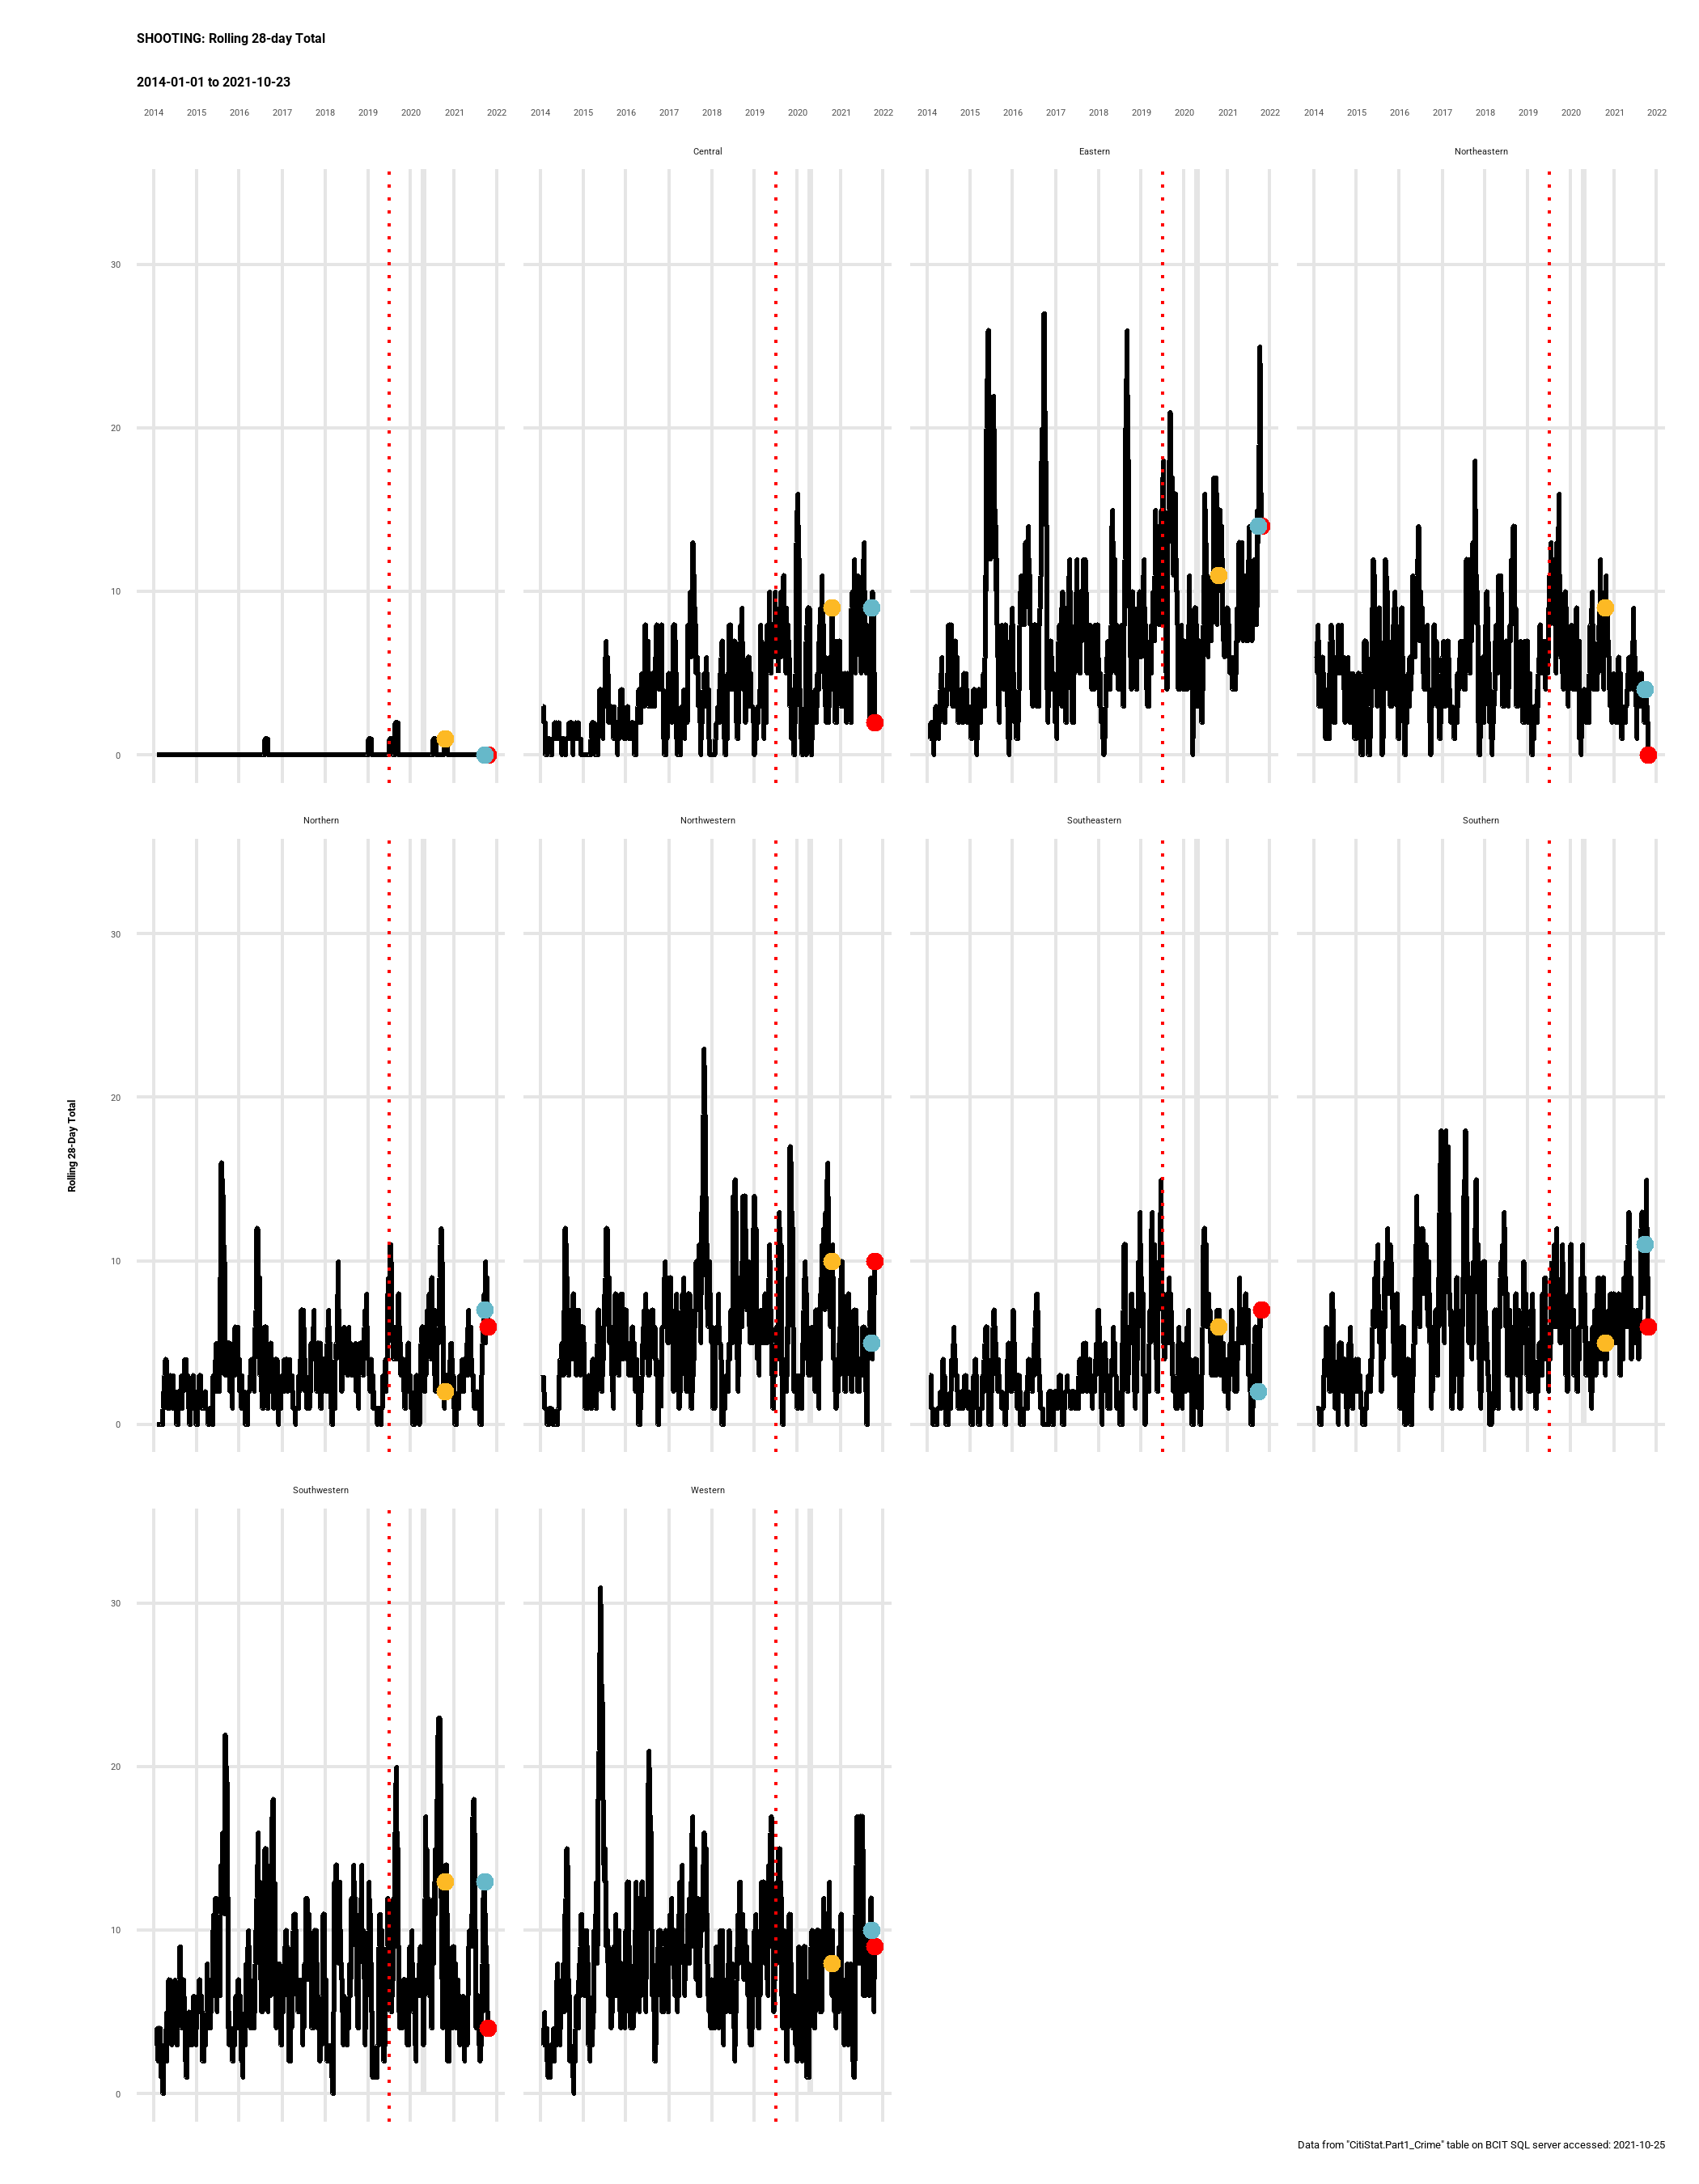 SHOOTING: Rolling 28-day Total
2014-01-01 to 2021-10-23
2014 2015 2016 2017 2018 2019 2020 2021 2022 2014 2015 2016 2017 2018 2019 2020 2021 2022 2014 2015 2016 2017 2018 2019 2020 2021 2022 2014 2015 2016 2017 2018 2019 2020 2021 2022
Central Eastern Northeastern
30
20
10
0
Northern Northwestern Southeastern Southern
30
20
10
0
Rolling 28-Day Total
Southwestern Western
30
20
10
0
Data from "CitiStat.Part1_Crime" table on BCIT SQL server accessed: 2021-10-25